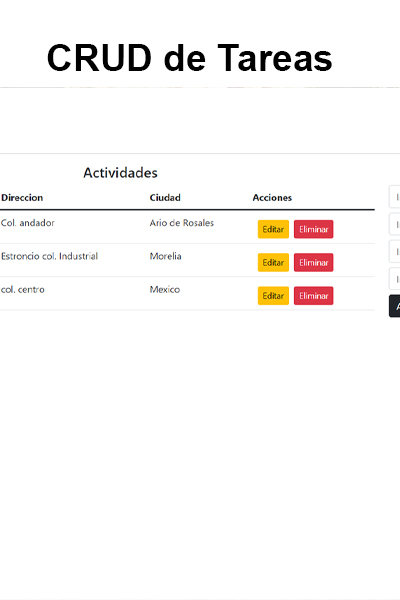 CRUD de Tareas
Actividades
Direccion Ciudad Acciones
Col. andador Ario de Rosales Editar Eliminar
Estroncio col. Industrial Morelia Editar Eliminar
col. centro Mexico Editar Eliminar